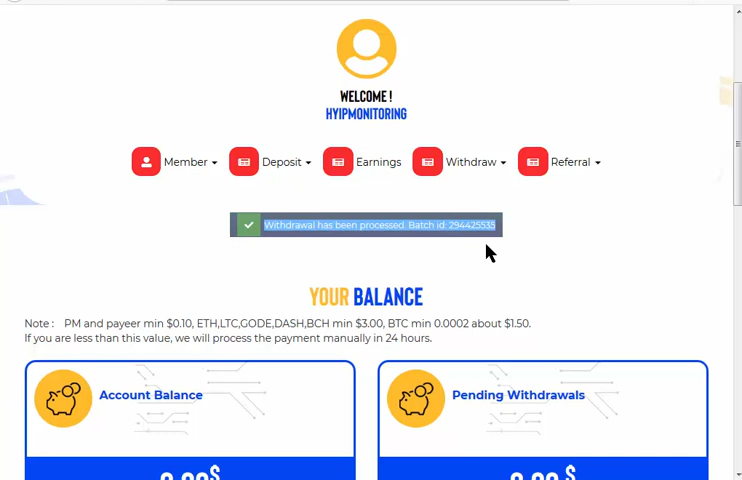 WELCOME !
HYIPMONITORING
Member Deposit Earnings Withdraw Referral
Withdrawal has been processed. Batch id: 294425535
YOUR BALANCE
Note : PM and payeer min $0.10, ETH,LTC,GODE,DASH,BCH min $3.00, BTC min 0.0002 about $1.50.
If you are less than this value, we will process the payment manually in 24 hours.
Account Balance Pending Withdrawals